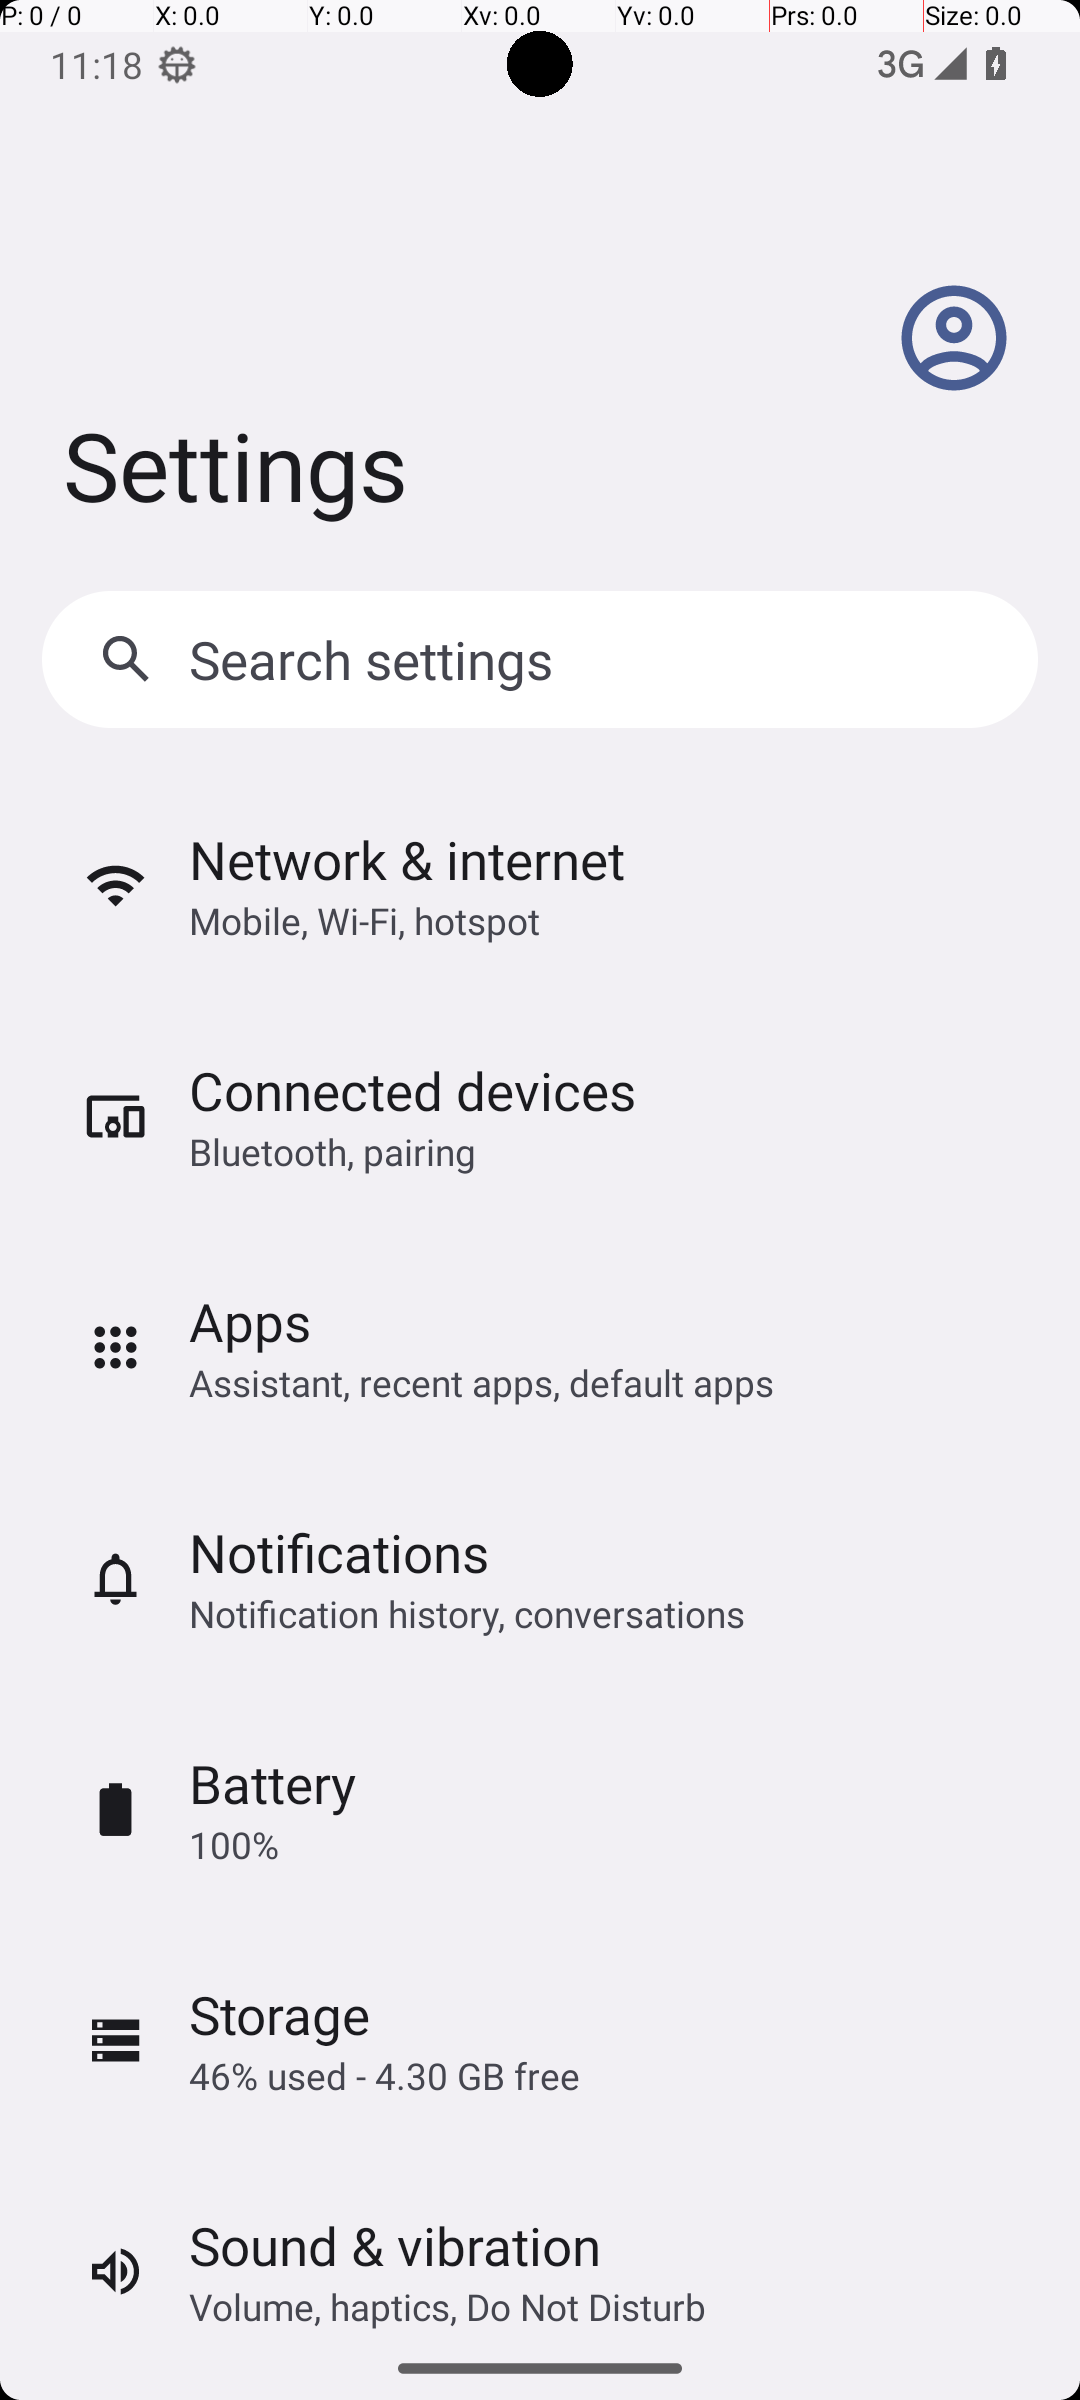 P: 0 / 0 X: 0.0 Y: 0.0 Xv: 0.0 Yv: 0.0 Prs: 0.0 Size: 0.0
11:18 3G
Settings
Search settings
Network & internet
Mobile, Wi-Fi, hotspot
Connected devices
Bluetooth, pairing
Apps
Assistant, recent apps, default apps
Notifications
Notification history, conversations
Battery
100%
Storage
46% used - 4.30 GB free
Sound & vibration
Volume, haptics, Do Not Disturb